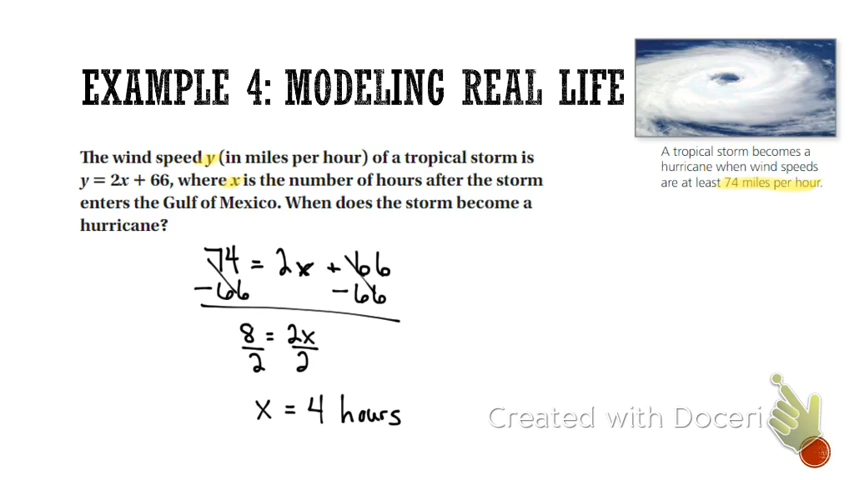 EXAMPLE 4: MODELING REAL LIFE
The wind speed y (in miles per hour) of a tropical storm is
y = 2x + 66, where x is the number of hours after the storm
enters the Gulf of Mexico. When does the storm become a
hurricane?
A tropical storm becomes a
hurricane when wind speeds
are at least 74 miles per hour.
74 = 2x + 66
-66 -66
8 = 2x
2 2
x = 4 hours
Created with Doceri